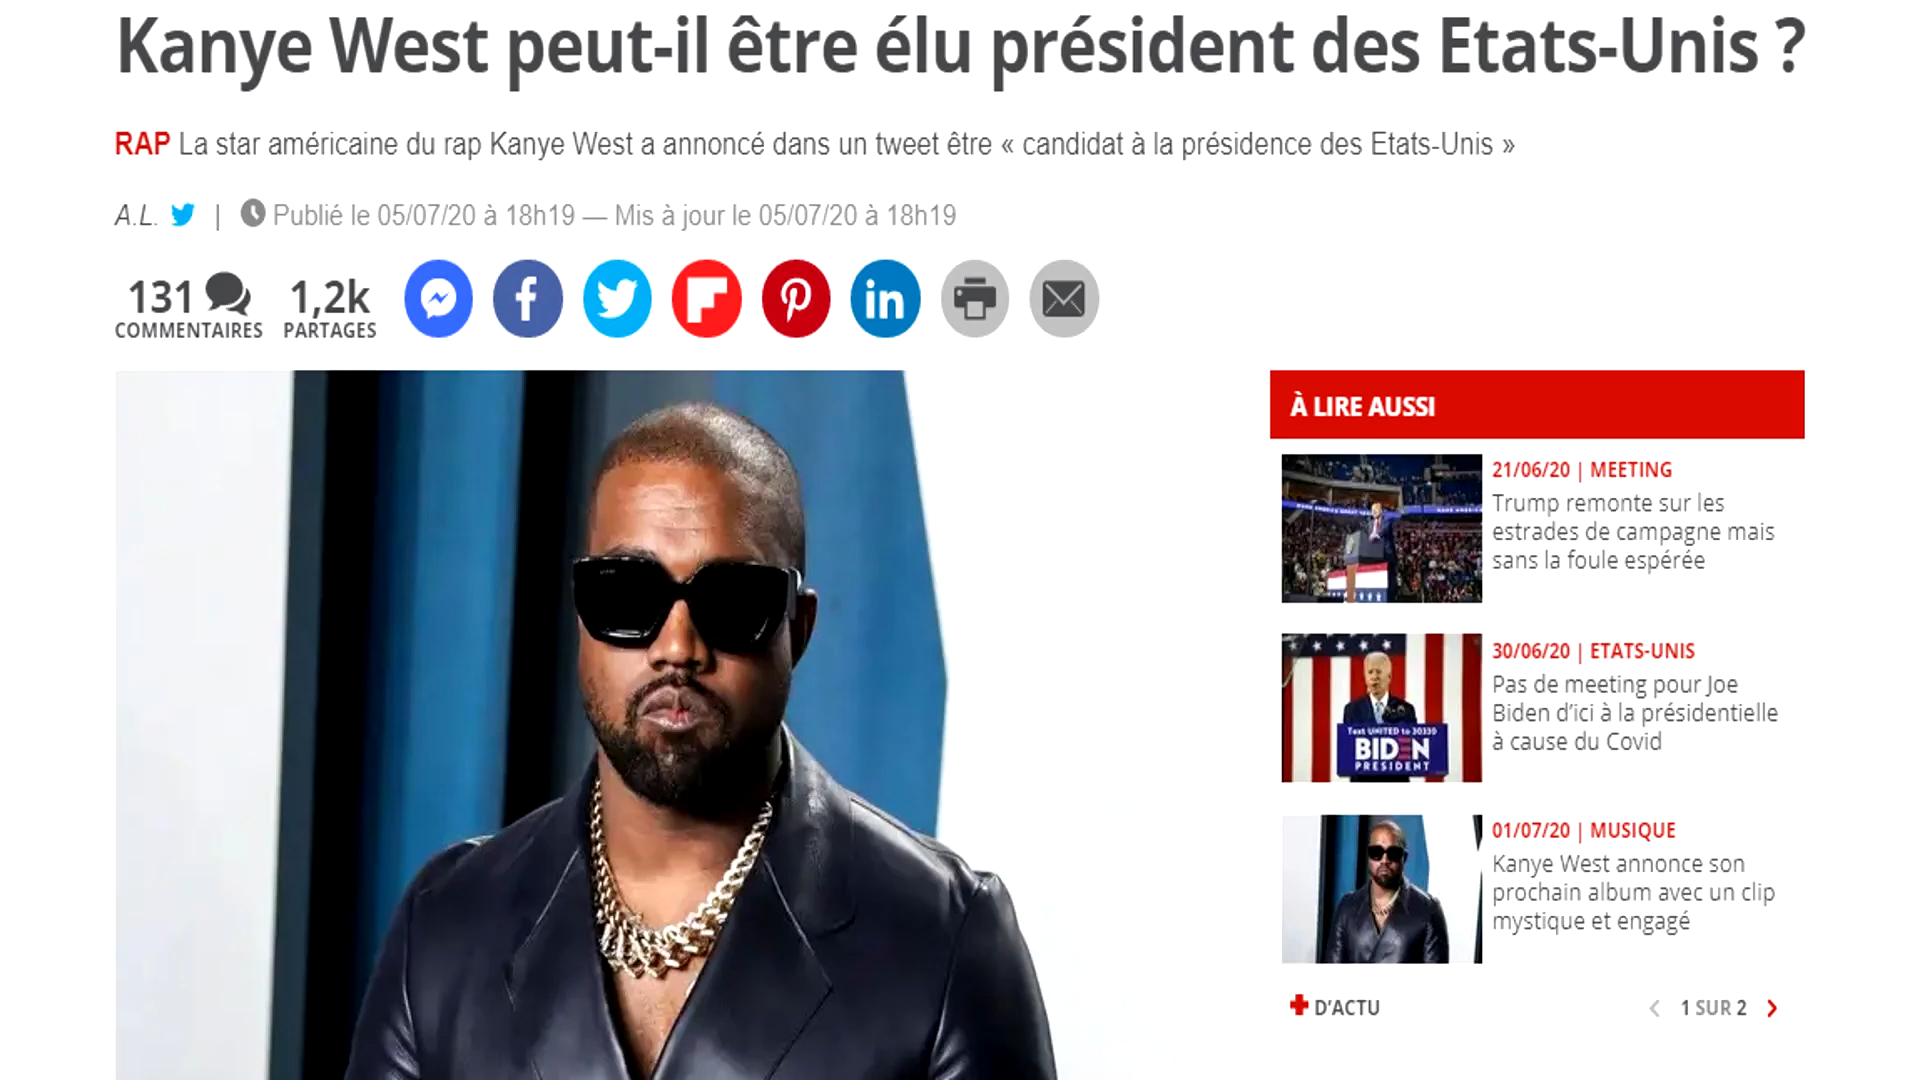 Kanye West peut-il être élu président des Etats-Unis ?
RAP La star américaine du rap Kanye West a annoncé dans un tweet être « candidat à la présidence des Etats-Unis »
A.L. | Publié le 05/07/20 à 18h19 — Mis à jour le 05/07/20 à 18h19
131 1,2k
COMMENTAIRES PARTAGES
À LIRE AUSSI
21/06/20 | MEETING
Trump remonte sur les
estrades de campagne mais
sans la foule espérée
30/06/20 | ETATS-UNIS
Pas de meeting pour Joe
Biden d'ici à la présidentielle
à cause du Covid
Text UNITED to 30330
BIDEN
PRESIDENT
01/07/20 | MUSIQUE
Kanye West annonce son
prochain album avec un clip
mystique et engagé
D'ACTU
1 SUR 2